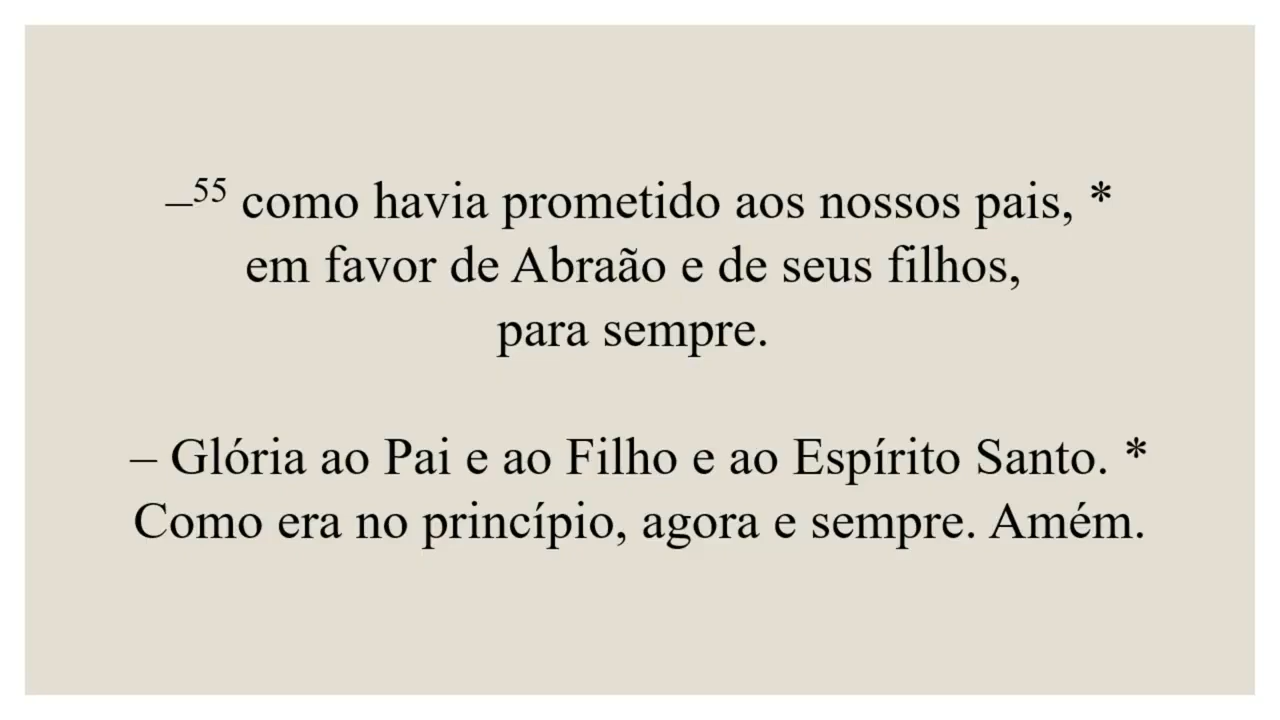 –55 como havia prometido aos nossos pais, *
em favor de Abraão e de seus filhos,
para sempre.
– Glória ao Pai e ao Filho e ao Espírito Santo. *
Como era no princípio, agora e sempre. Amém.